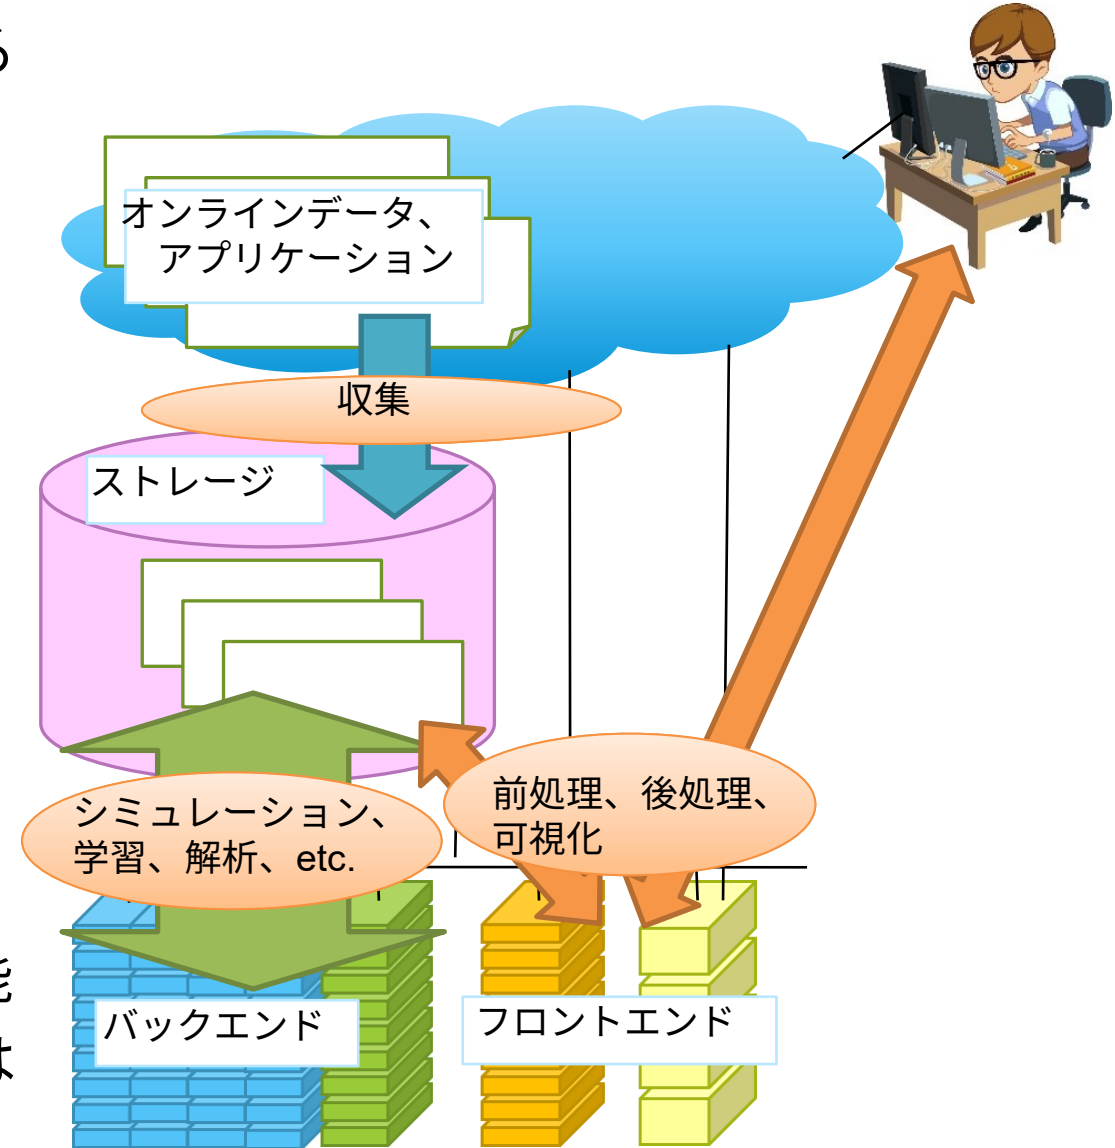 る
オンラインデータ、
アプリケーション
収集
ストレージ
前処理、後処理、
可視化
シミュレーション、
学習、解析、etc.
能
は
バックエンド
フロントエンド